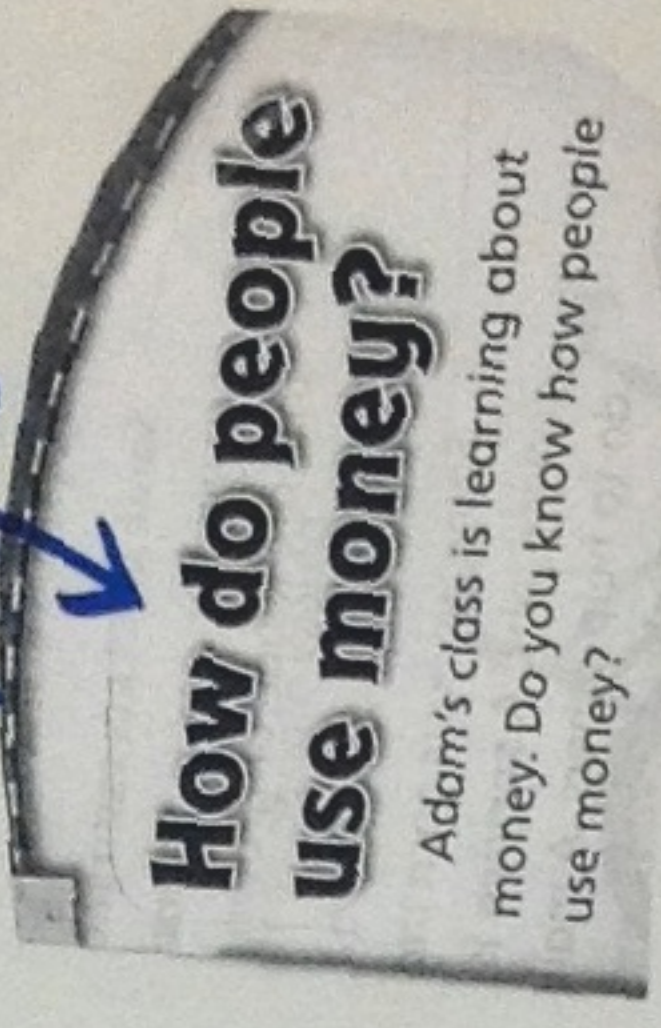 How do people
use money?
Adam's class is learning about
money. Do you know how people
use money?